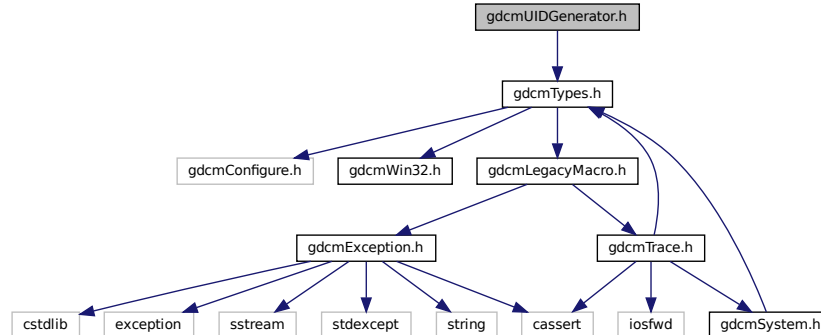 gdcmUIDGenerator.h
gdcmTypes.h
gdcmConfigure.h
gdcmWin32.h
gdcmLegacyMacro.h
gdcmException.h
gdcmTrace.h
cstdlib
exception
sstream
stdexcept
string
cassert
iosfwd
gdcmSystem.h